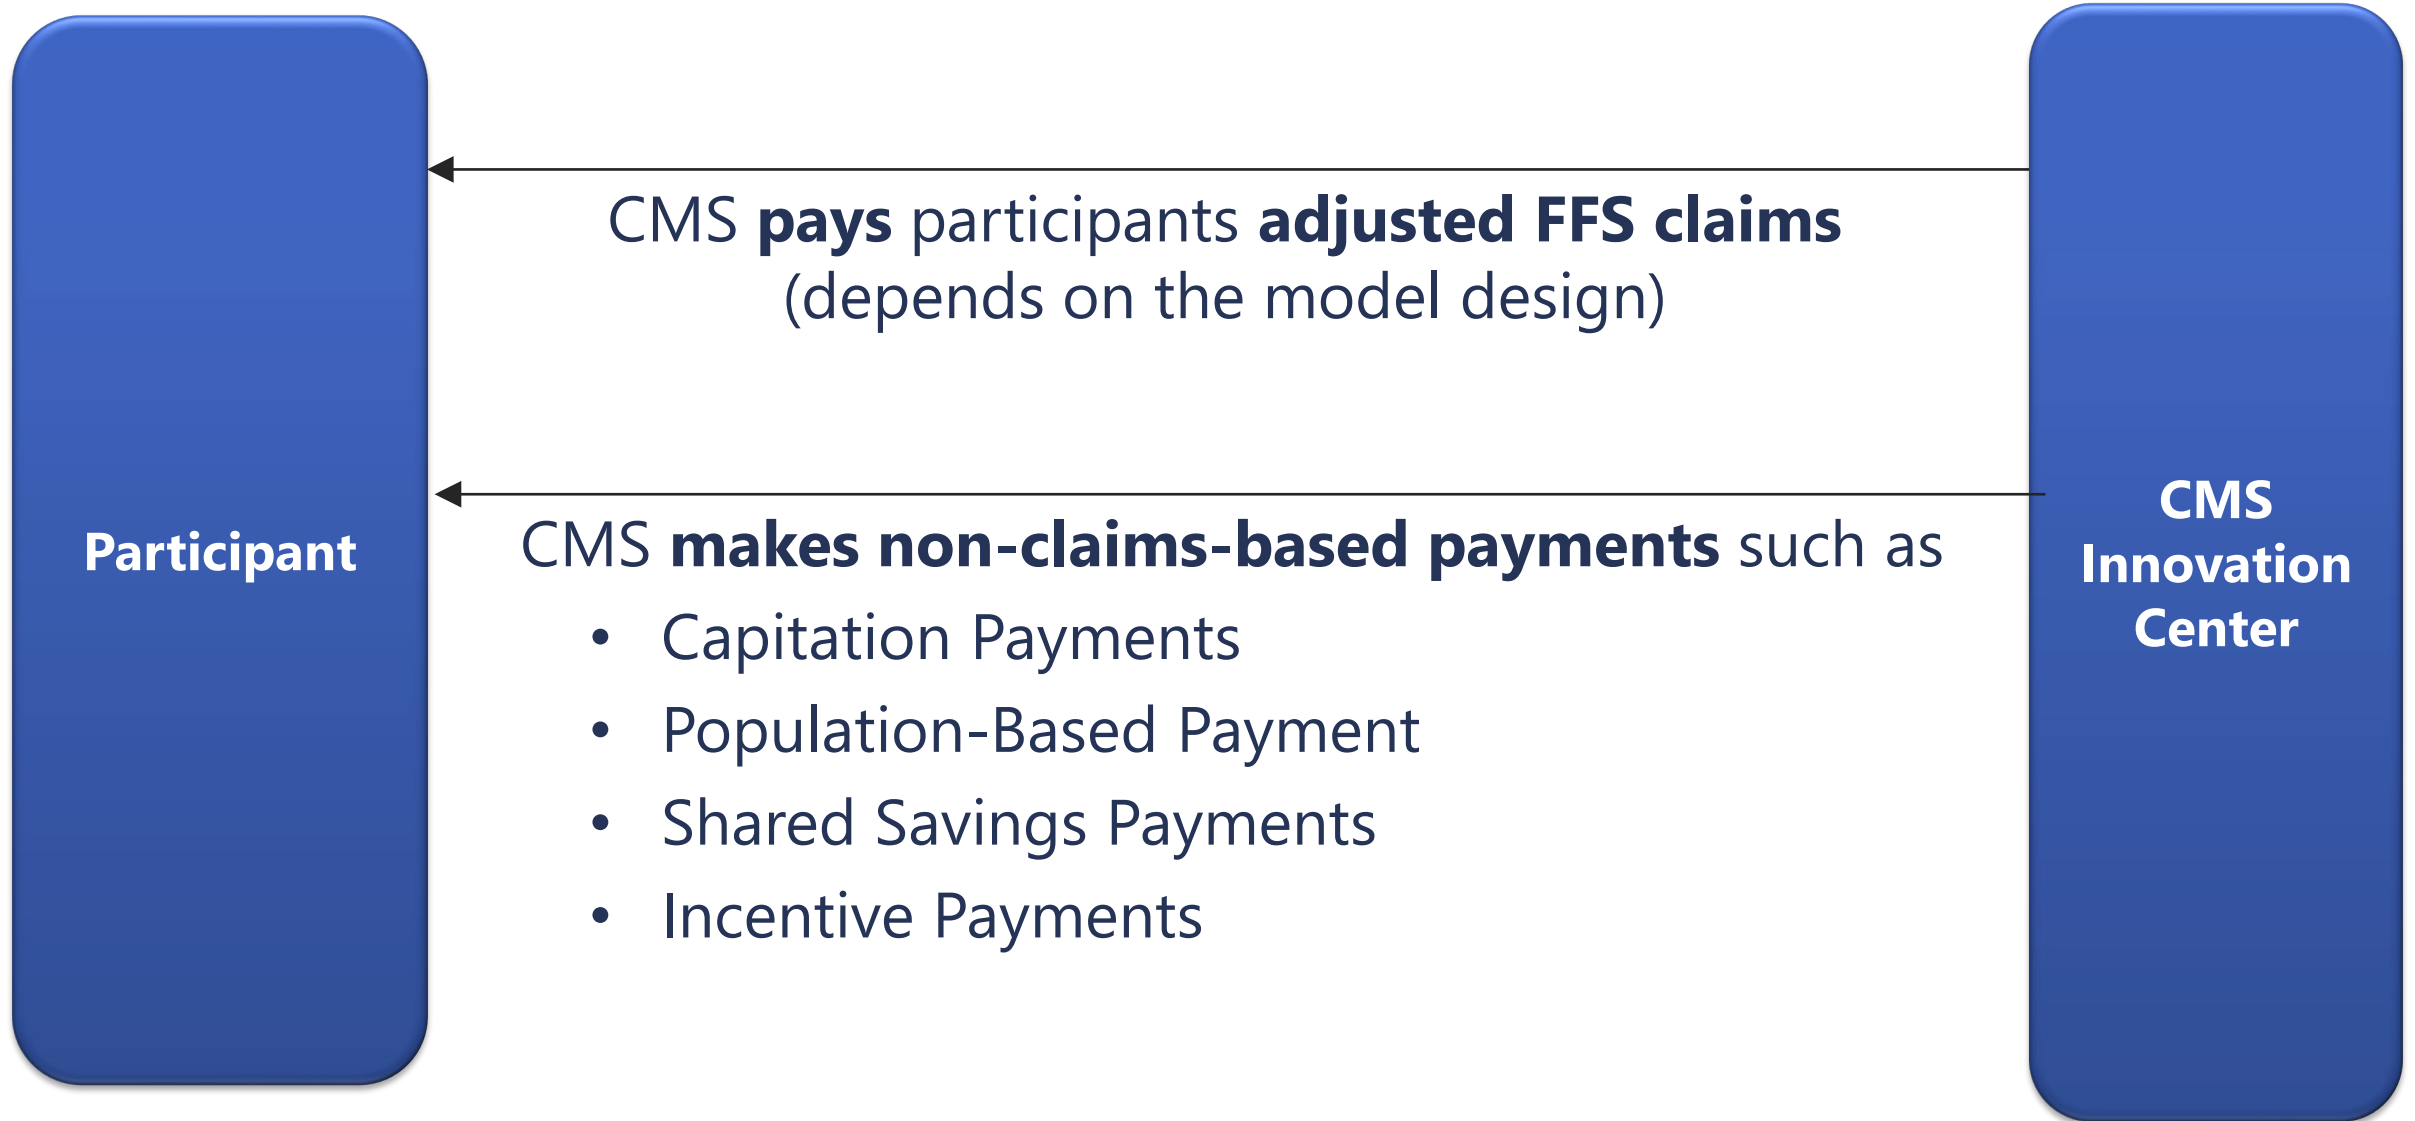 CMS pays participants adjusted FFS claims
(depends on the model design)
Participant
CMS makes non-claims-based payments such as
• Capitation Payments
• Population-Based Payment
• Shared Savings Payments
• Incentive Payments
CMS
Innovation
Center